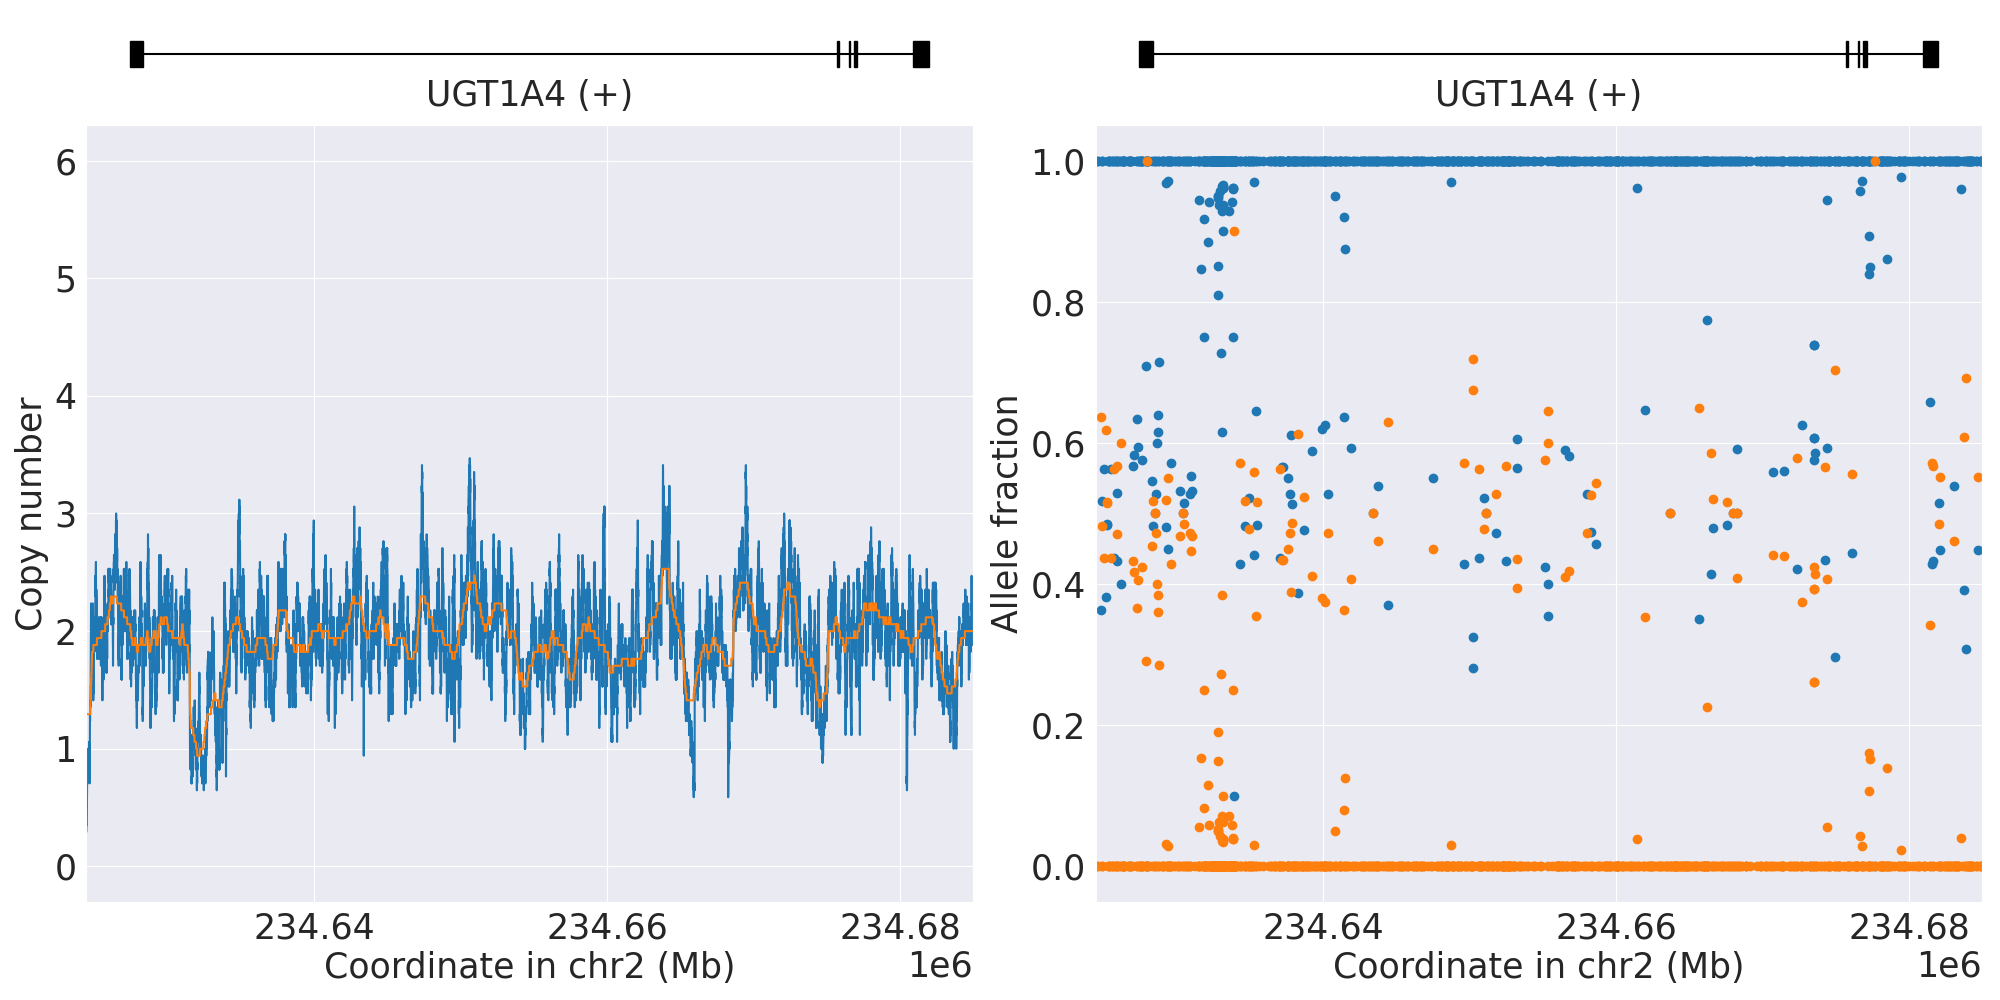 UGT1A4 (+)
6
5
4
3
2
1
0
Copy number
234.64 234.66 234.68
Coordinate in chr2 (Mb)
1e6
UGT1A4 (+)
1.0
0.8
0.6
0.4
0.2
0.0
Allele fraction
234.64 234.66 234.68
Coordinate in chr2 (Mb)
1e6